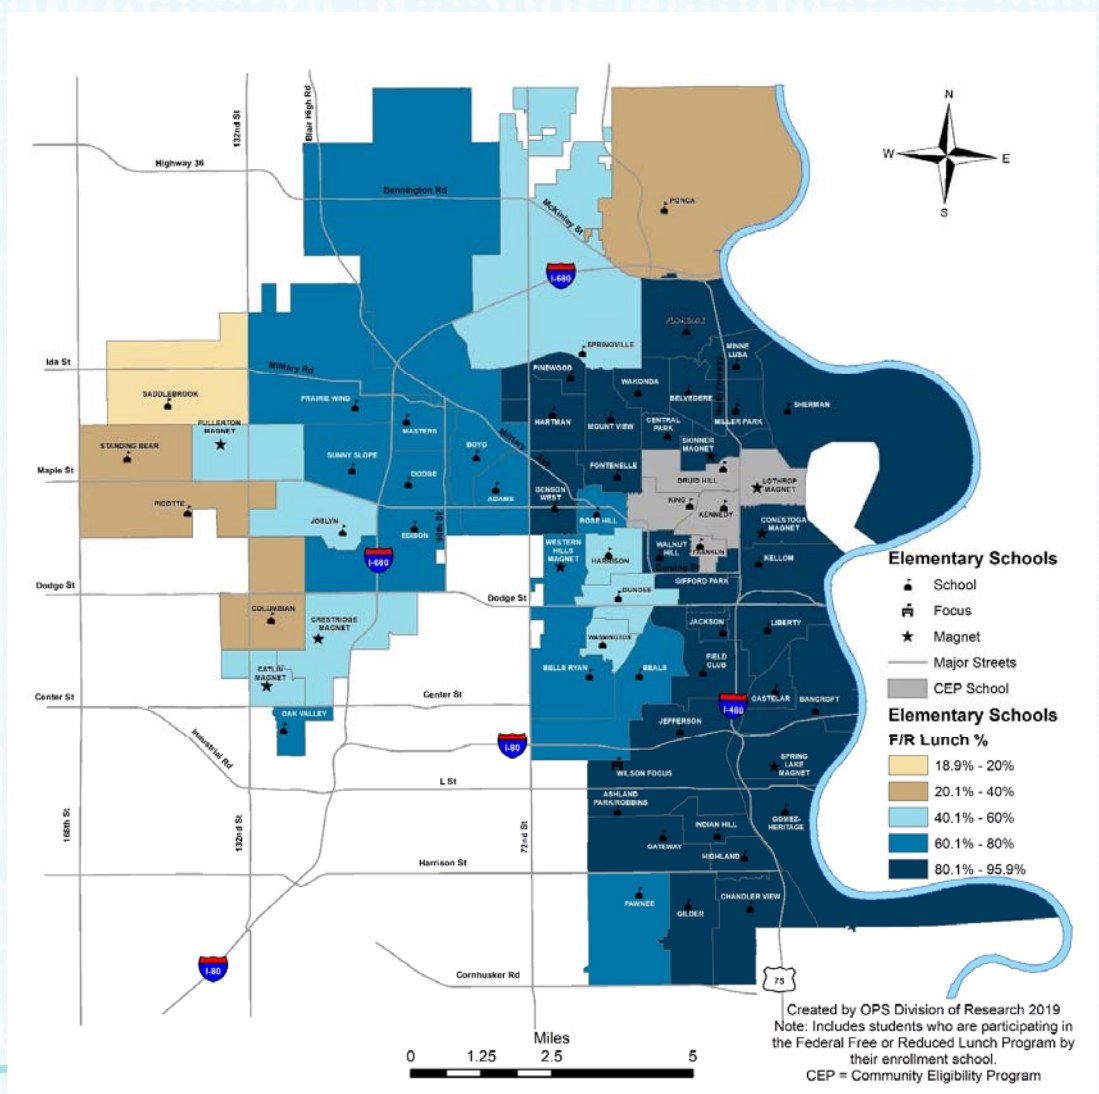 N
W
E
S
132nd St
Blair High Rd
Highway 36
Bennington Rd
McKinley St
PONCA
I-680
FLORENCE
SPRINGVILLE
MINNE
LUSA
Ida St
Military Rd
PINEWOOD
WAKONDA
SADDLEBROOK
PRAIRIE WIND
BELVEDERE
SHERMAN
FULLERTON
MAGNET
MASTERS
HARTMAN
MOUNT VIEW
CENTRAL
PARK
MILLER PARK
STANDING BEAR
SUNNY SLOPE
BOYD
Military
Ave
SKINNER
MAGNET
Maple St
DODGE
FONTENELLE
DRUID HILL
LOTHROP
MAGNET
PICOTTE
ADAMS
BENSON
WEST
KING
KENNEDY
JOSLYN
EDISON
90th St
ROSE HILL
CONESTOGA
MAGNET
I-680
WESTERN
HILLS
MAGNET
HARRISON
WALNUT
HILL
FRANKLIN
KELLOM
Cuming St
Dodge St
Dodge St
DUNDEE
GIFFORD PARK
COLUMBIAN
CRESTRIDGE
MAGNET
WASHINGTON
JACKSON
LIBERTY
CATLIN
MAGNET
BELLE RYAN
BEALS
FIELD
CLUB
Center St
Center St
OAK VALLEY
I-480
CASTELAR
BANCROFT
JEFFERSON
Industrial Rd
I-80
WILSON FOCUS
SPRING
LAKE
MAGNET
L St
ASHLAND
PARK/ROBBINS
168th St
132nd St
72nd St
GATEWAY
INDIAN HILL
GOMEZ-
HERITAGE
HIGHLAND
Harrison St
PAWNEE
GILDER
CHANDLER VIEW
I-80
Cornhusker Rd
75
Elementary Schools
School
Focus
Magnet
Major Streets
CEP School
Elementary Schools
F/R Lunch %
18.9% - 20%
20.1% - 40%
40.1% - 60%
60.1% - 80%
80.1% - 95.9%
Miles
0 1.25 2.5 5
Created by OPS Division of Research 2019
Note: Includes students who are participating in
the Federal Free or Reduced Lunch Program by
their enrollment school.
CEP = Community Eligibility Program